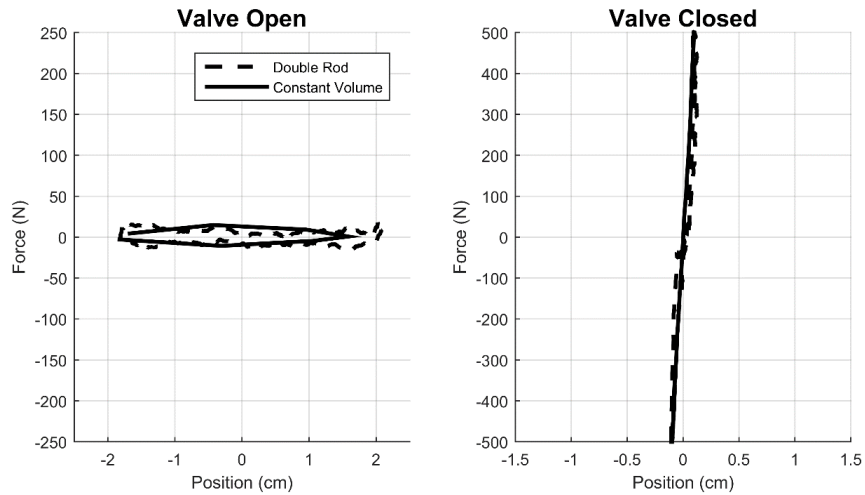 Valve Open
250
200
150
100
50
0
-50
-100
-150
-200
-250
Force (N)
-2 -1 0 1 2
Position (cm)
Double Rod
Constant Volume
Valve Closed
500
400
300
200
100
0
-100
-200
-300
-400
-500
Force (N)
-1.5 -1 -0.5 0 0.5 1 1.5
Position (cm)